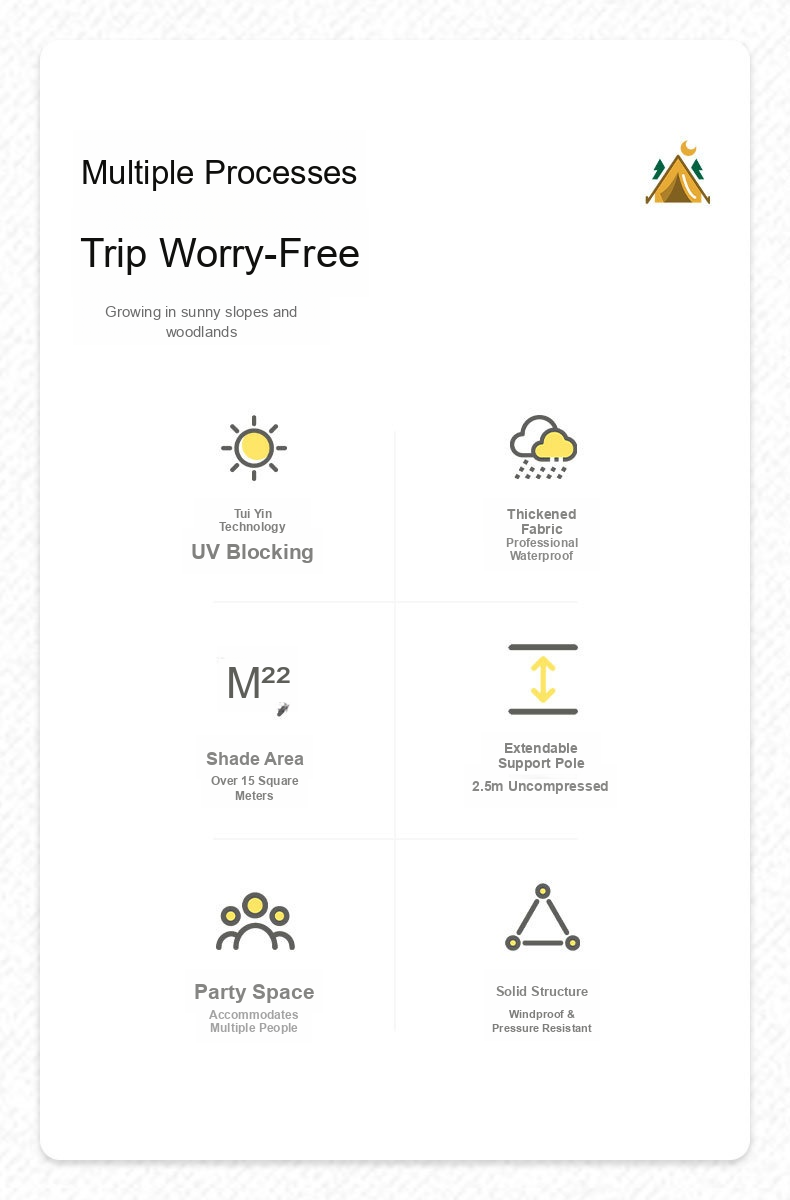 Multiple Processes
Trip Worry-Free
Growing in sunny slopes and
woodlands
Tui Yin
Technology
UV Blocking
Thickened
Fabric
Professional
Waterproof
M²²
Shade Area
Over 15 Square
Meters
Extendable
Support Pole
2.5m Uncompressed
Party Space
Accommodates
Multiple People
Solid Structure
Windproof &
Pressure Resistant